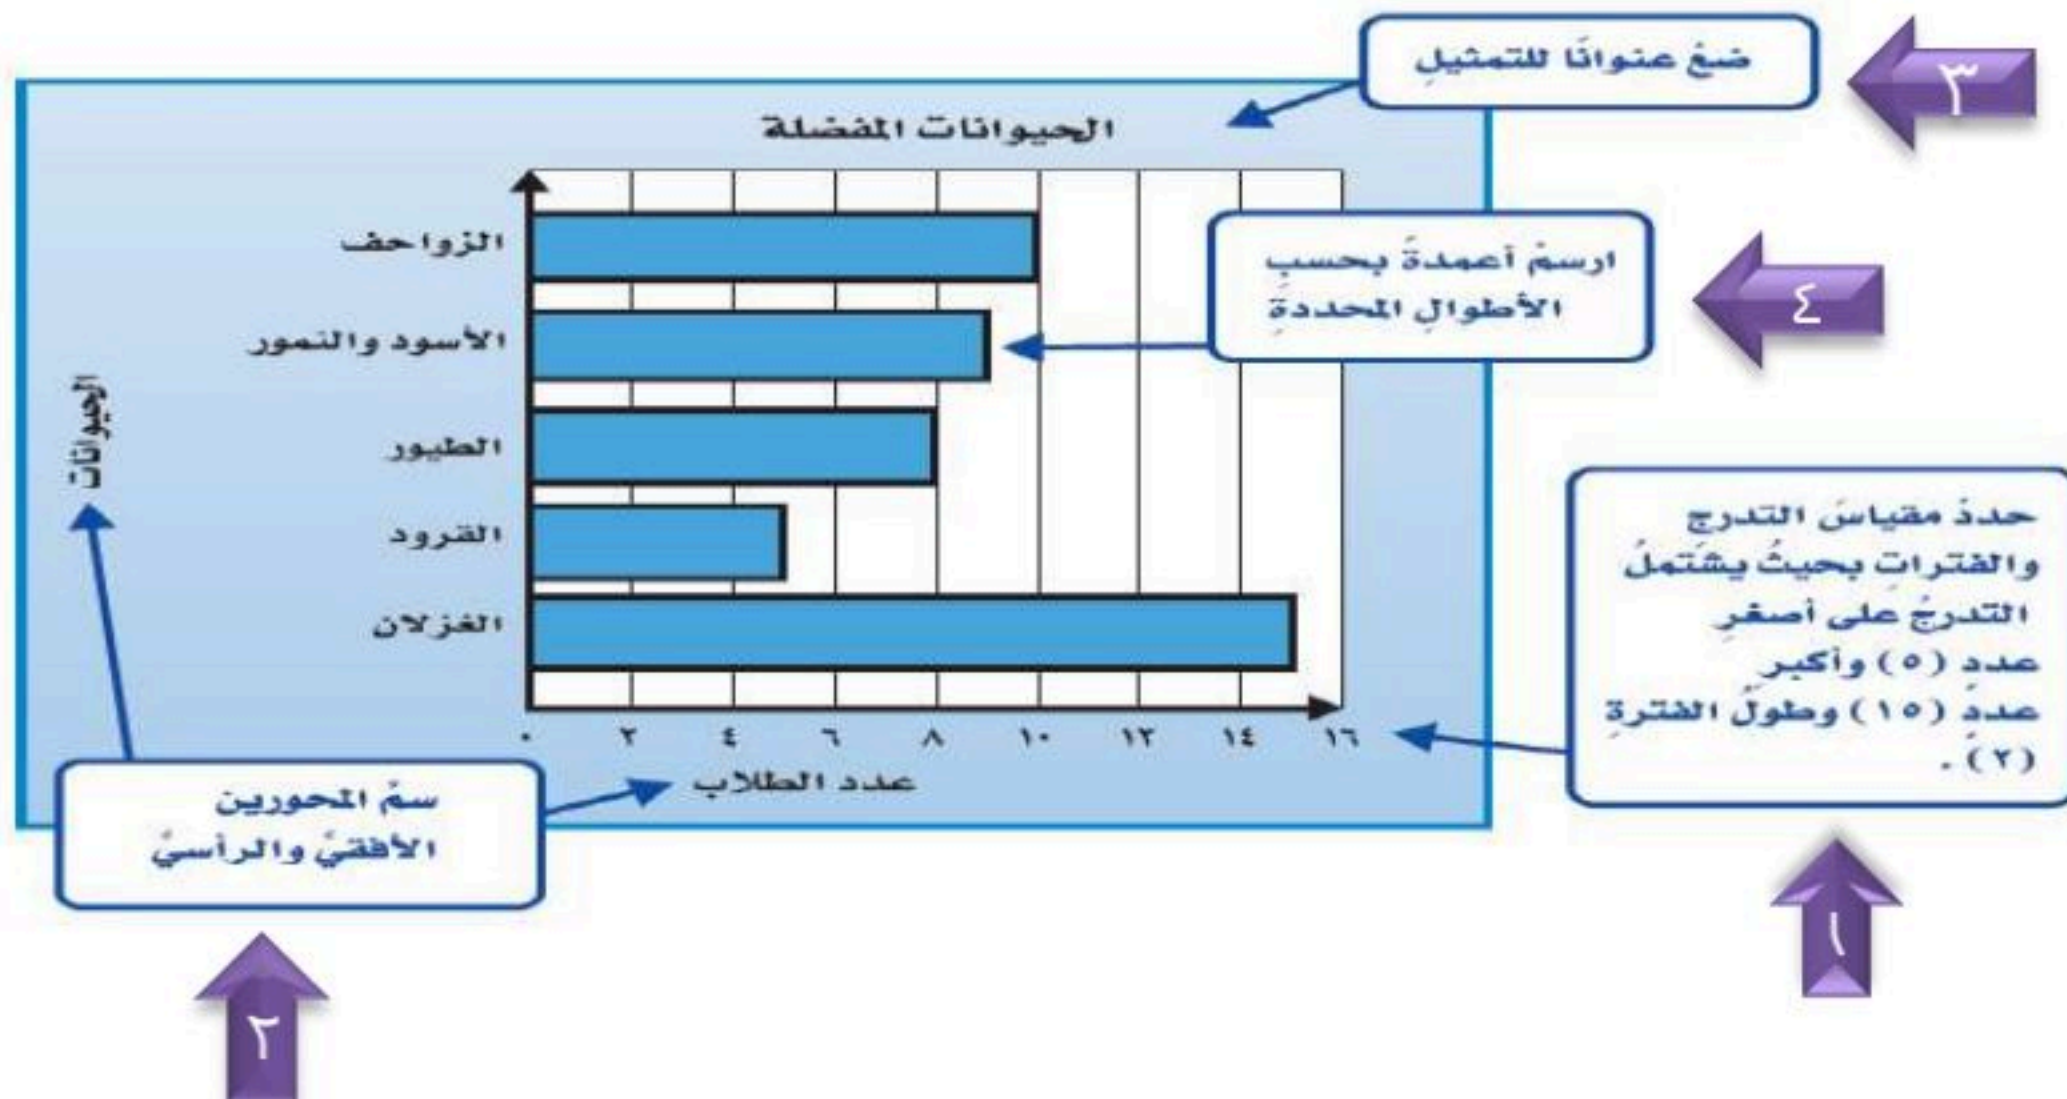 ضعْ عنوانًا للتمثيلِ
٣
الحيوانات المفضلة
الزواحف
ارسمْ أعمدةً بحسبِ
الأطوالِ المحددةِ
٤
الأسود والنمور
الحيوانات
الطيور
القرود
الغزلان
حددْ مقياسَ التدرجِ
والفتراتِ بحيثُ يشتملُ
التدرجُ على أصغرِ
عددٍ (٥) وأكبرِ
عددٍ (١٥) وطولُ الفترةِ
(٢).
٠ ٢ ٤ ٦ ٨ ١٠ ١٢ ١٤ ١٦
عدد الطلاب
سمِّ المحورين
الأفقيَّ والرأسيَّ
١
٢